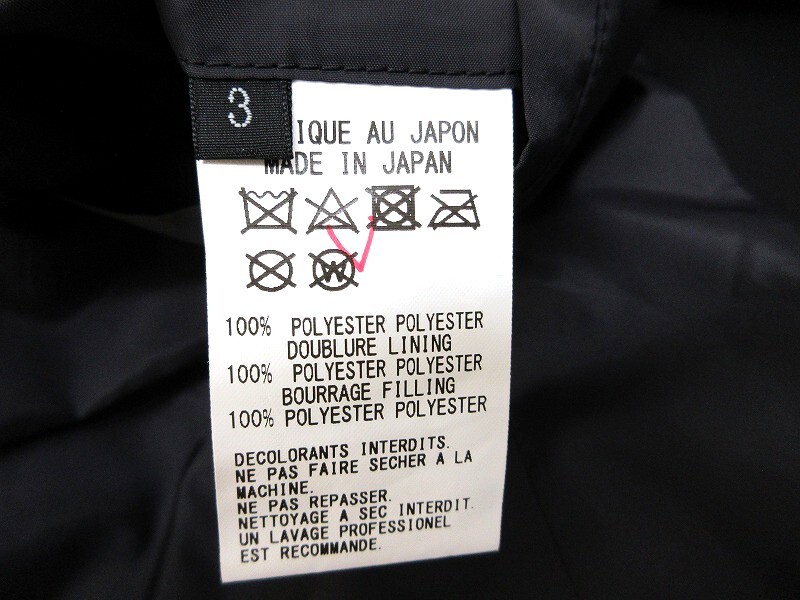 3
IQUE AU JAPON
MADE IN JAPAN
W
100% POLYESTER POLYESTER
DOUBLURE LINING
100% POLYESTER POLYESTER
BOURRAGE FILLING
100% POLYESTER POLYESTER
DECOLORANTS INTERDITS.
NE PAS FAIRE SECHER A LA
MACHINE.
NE PAS REPASSER.
NETTOYAGE A SEC INTERDIT.
UN LAVAGE PROFESSIONEL
EST RECOMMANDE.